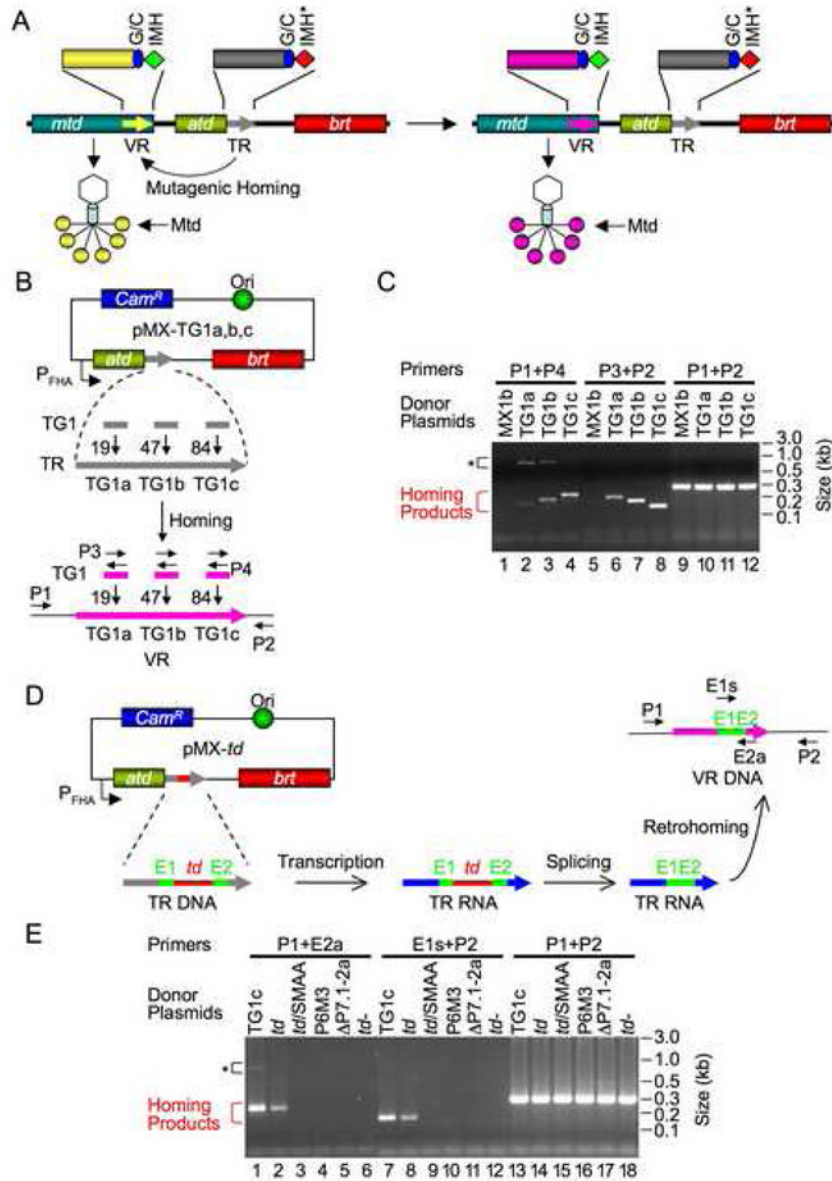 A
G/C IMH G/C IMH* G/C IMH G/C IMH*
mtd atd brt mtd atd brt
VR TR VR TR
Mutagenic Homing
Mtd Mtd
B
Ori
CamR
pMX-TG1a,b,c
atd brt
PFHA
TG1
19 47 84
TR
TG1a TG1b TG1c
Homing
P3
TG1 P4
P1 19 47 84
TG1a TG1b TG1c P2
VR
C
Primers P1+P4 P3+P2 P1+P2
Donor Plasmids MX1b TG1a TG1b TG1c MX1b TG1a TG1b TG1c MX1b TG1a TG1b TG1c
*
Homing Products
3.0
1.0
0.5
0.3
0.2
0.1
Size (kb)
1 2 3 4 5 6 7 8 9 10 11 12
D
Ori
CamR
pMX-td
atd brt
PFHA
E1s
P1 E1E2
E2a P2
VR DNA
Retrohoming
E1 td E2 Transcription E1 td E2 Splicing E1E2
TR DNA TR RNA TR RNA
E
Primers P1+E2a E1s+P2 P1+P2
Donor Plasmids TG1c td td/SMAA P6M3 ΔP7.1-2a td- TG1c td td/SMAA P6M3 ΔP7.1-2a td- TG1c td td/SMAA P6M3 ΔP7.1-2a td-
*
Homing Products
3.0
1.0
0.5
0.3
0.2
0.1
Size (kb)
1 2 3 4 5 6 7 8 9 10 11 12 13 14 15 16 17 18